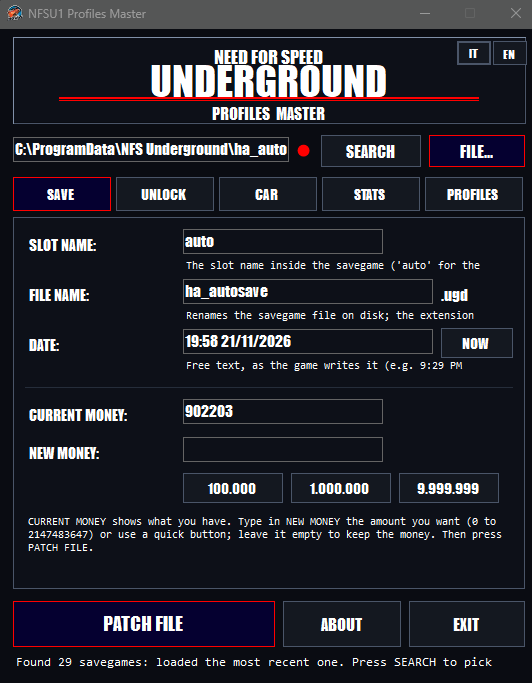 NFSU1 Profiles Master
IT EN
NEED FOR SPEED
UNDERGROUND
PROFILES MASTER
C:\ProgramData\NFS Underground\ha_auto SEARCH FILE...
SAVE UNLOCK CAR STATS PROFILES
SLOT NAME: auto
The slot name inside the savegame ('auto' for the
FILE NAME: ha_autosave .ugd
Renames the savegame file on disk; the extension
DATE: 19:58 21/11/2026 NOW
Free text, as the game writes it (e.g. 9:29 PM
CURRENT MONEY: 902203
NEW MONEY:
100.000 1.000.000 9.999.999
CURRENT MONEY shows what you have. Type in NEW MONEY the amount you want (0 to
2147483647) or use a quick button; leave it empty to keep the money. Then press
PATCH FILE.
PATCH FILE ABOUT EXIT
Found 29 savegames: loaded the most recent one. Press SEARCH to pick